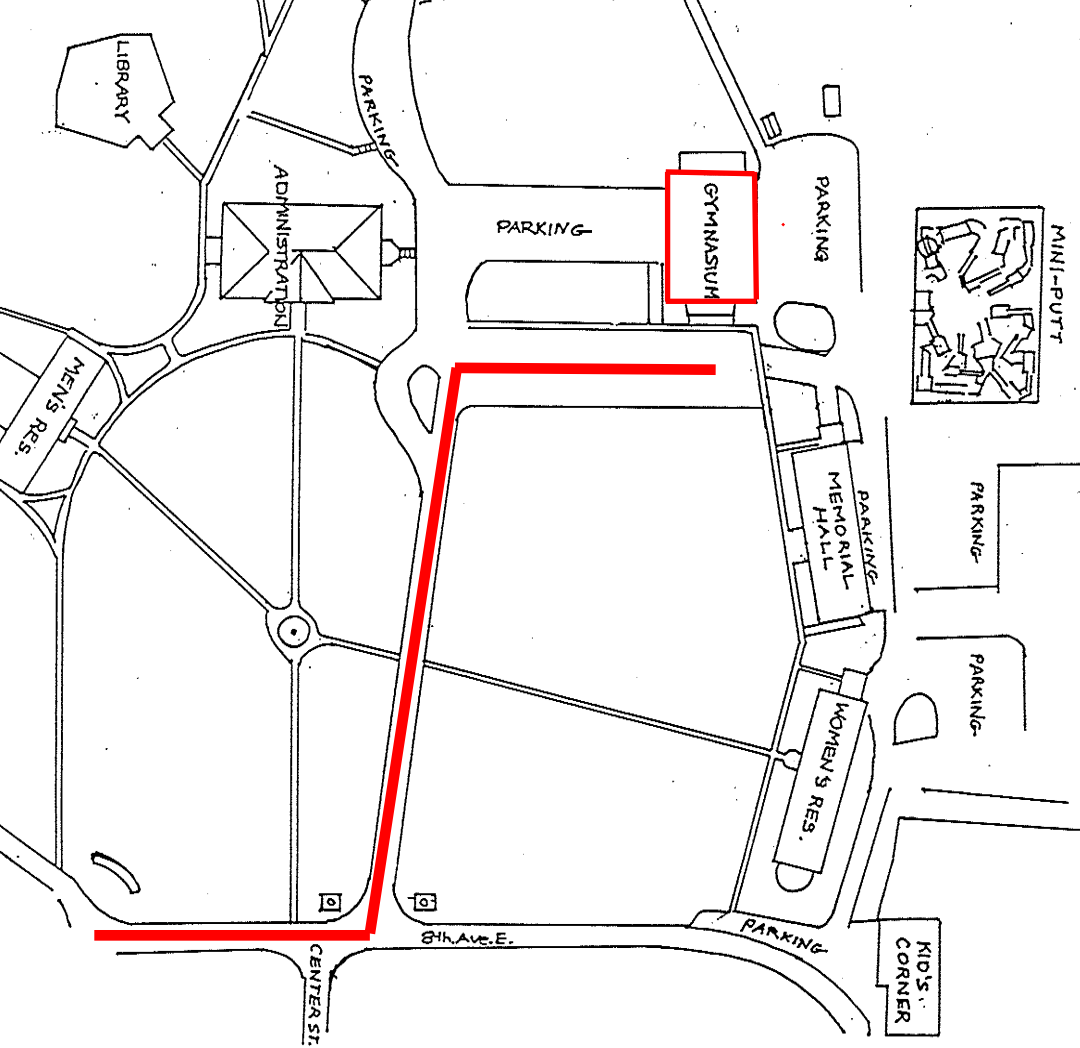 LIBRARY
PARKING
ADMINISTRATION
PARKING
GYMNASIUM
PARKING
MINI-PUTT
MEN'S RES.
MEMORIAL
HALL
PARKING
PARKING
PARKING
WOMEN'S RES.
8th. Ave. E.
PARKING
CENTER ST.
KID'S
CORNER